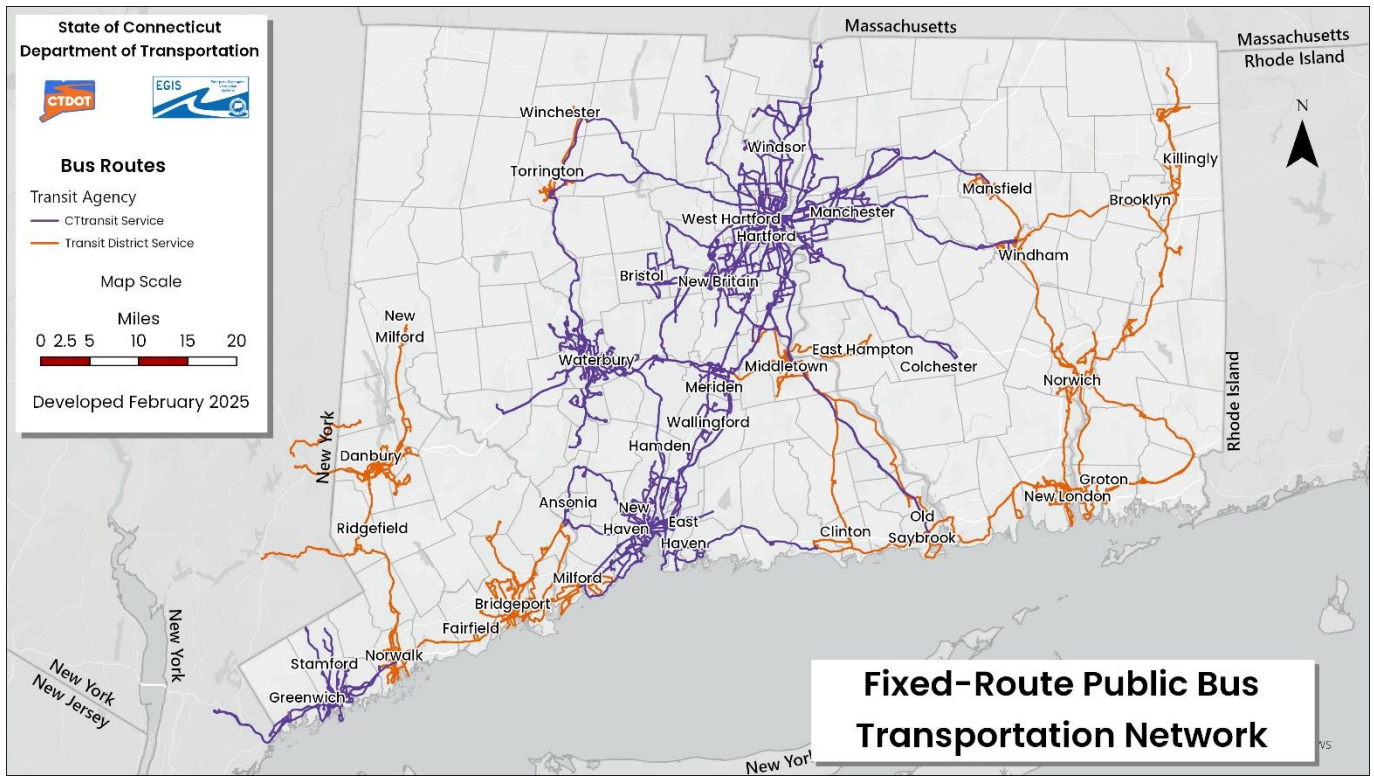 State of Connecticut
Department of Transportation
CTDOT
EGIS
Bus Routes
Transit Agency
CTtransit Service
Transit District Service
Map Scale
Miles
0 2.5 5 10 15 20
Developed February 2025
Massachusetts
Massachusetts
Rhode Island
N
Winchester
Windsor
Killingly
Torrington
Mansfield
Brooklyn
West Hartford
Manchester
Hartford
Windham
Bristol
New Britain
New
Milford
East Hampton
Waterbury
Middletown
Colchester
Meriden
Norwich
Rhode Island
Wallingford
Hamden
New York
Danbury
Groton
New London
Ansonia
New
Haven
East
Haven
Old
Saybrook
Clinton
Ridgefield
Milford
Bridgeport
Fairfield
New York
Norwalk
Stamford
Greenwich
New York
New Jersey
Fixed-Route Public Bus
Transportation Network
New York